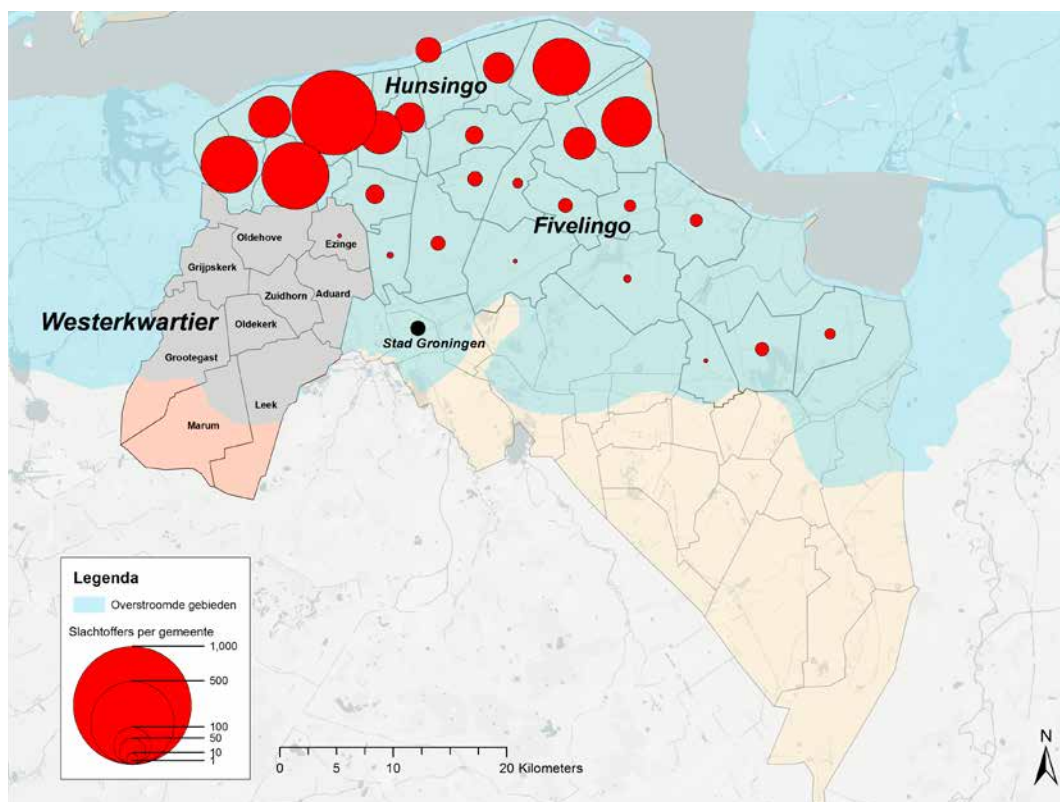 Hunsingo
Fivelingo
Oldehove
Ezinge
Grijpskerk
Zuidhorn
Aduard
Westerkwartier
Oldekerk
Stad Groningen
Grootegast
Leek
Marum
Legenda
Overstroomde gebieden
Slachtoffers per gemeente
1,000
500
100
50
10
1
0 5 10 20 Kilometers
N